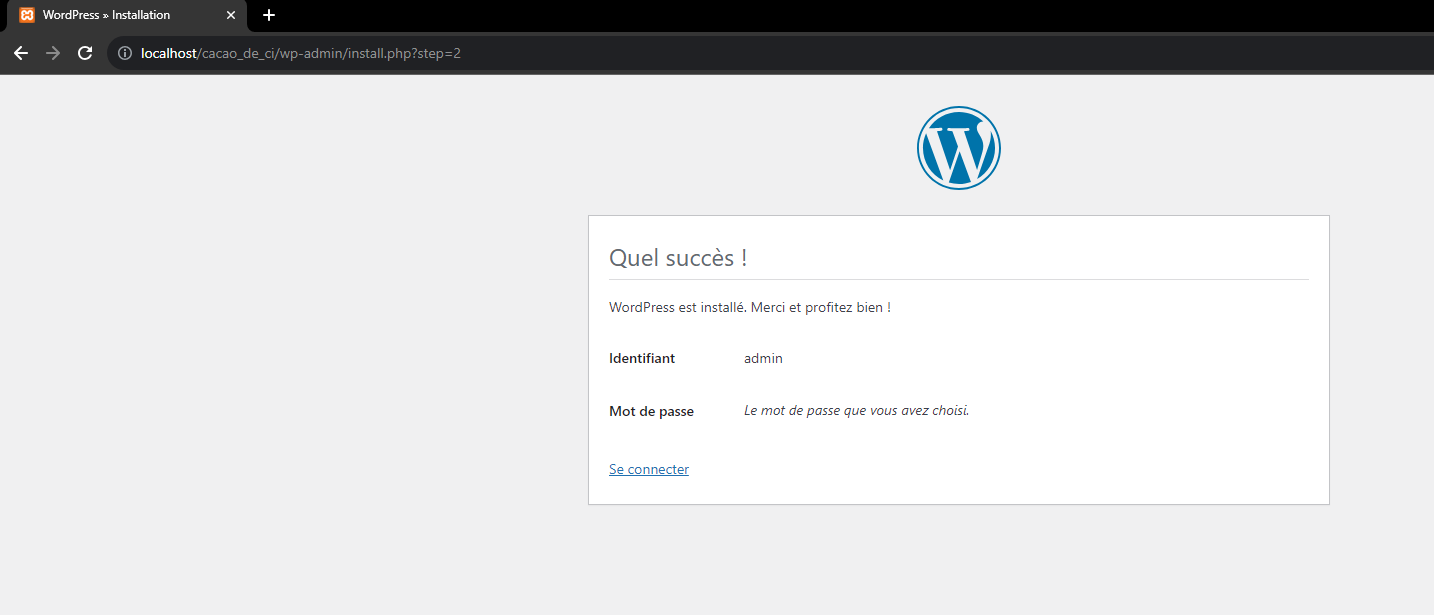 WordPress » Installation
localhost/cacao_de_ci/wp-admin/install.php?step=2
Quel succès !
WordPress est installé. Merci et profitez bien !
Identifiant admin
Mot de passe Le mot de passe que vous avez choisi.
Se connecter